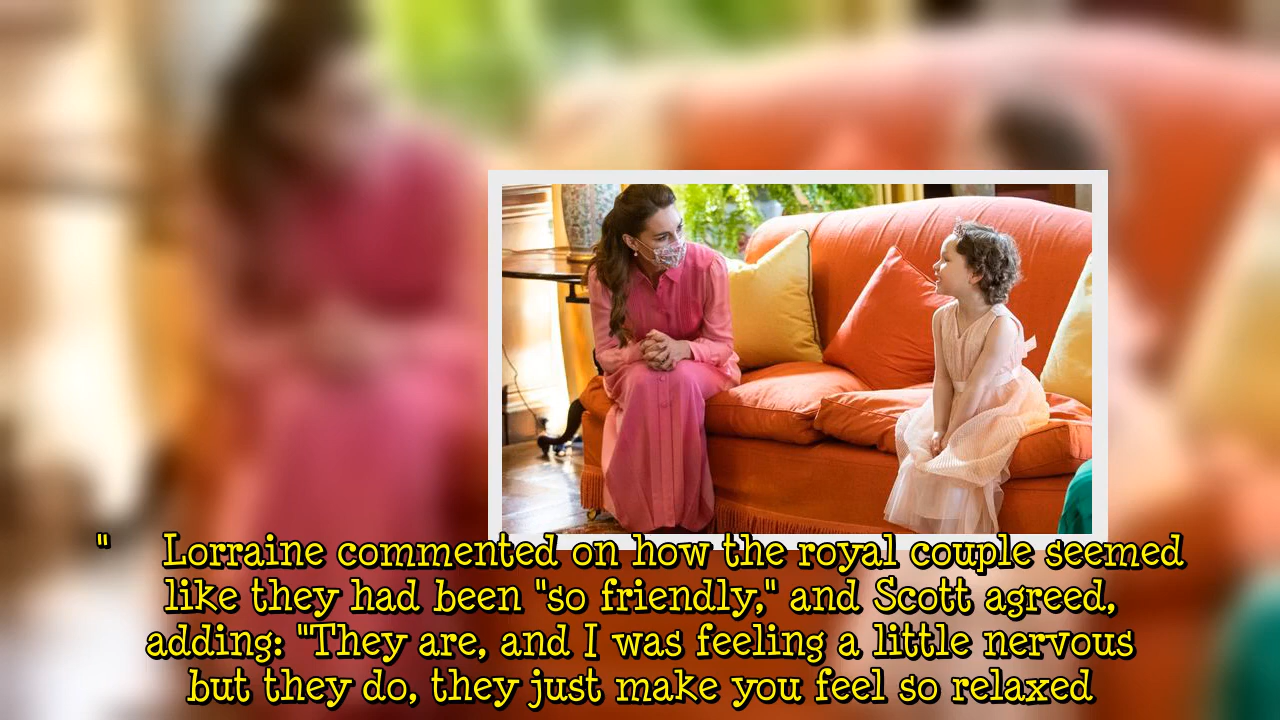 " Lorraine commented on how the royal couple seemed
like they had been "so friendly," and Scott agreed,
adding: "They are, and I was feeling a little nervous
but they do, they just make you feel so relaxed